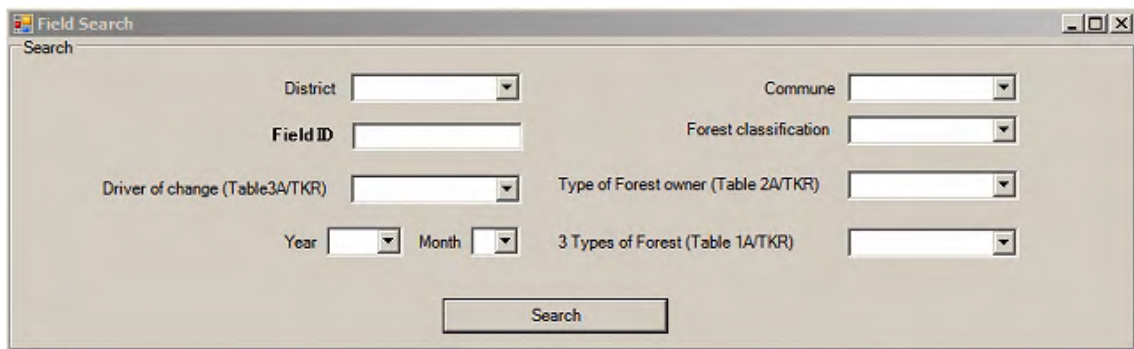 Field Search
Search
District
Commune
Field ID
Forest classification
Driver of change (Table3A/TKR)
Type of Forest owner (Table 2A/TKR)
Year
Month
3 Types of Forest (Table 1A/TKR)
Search